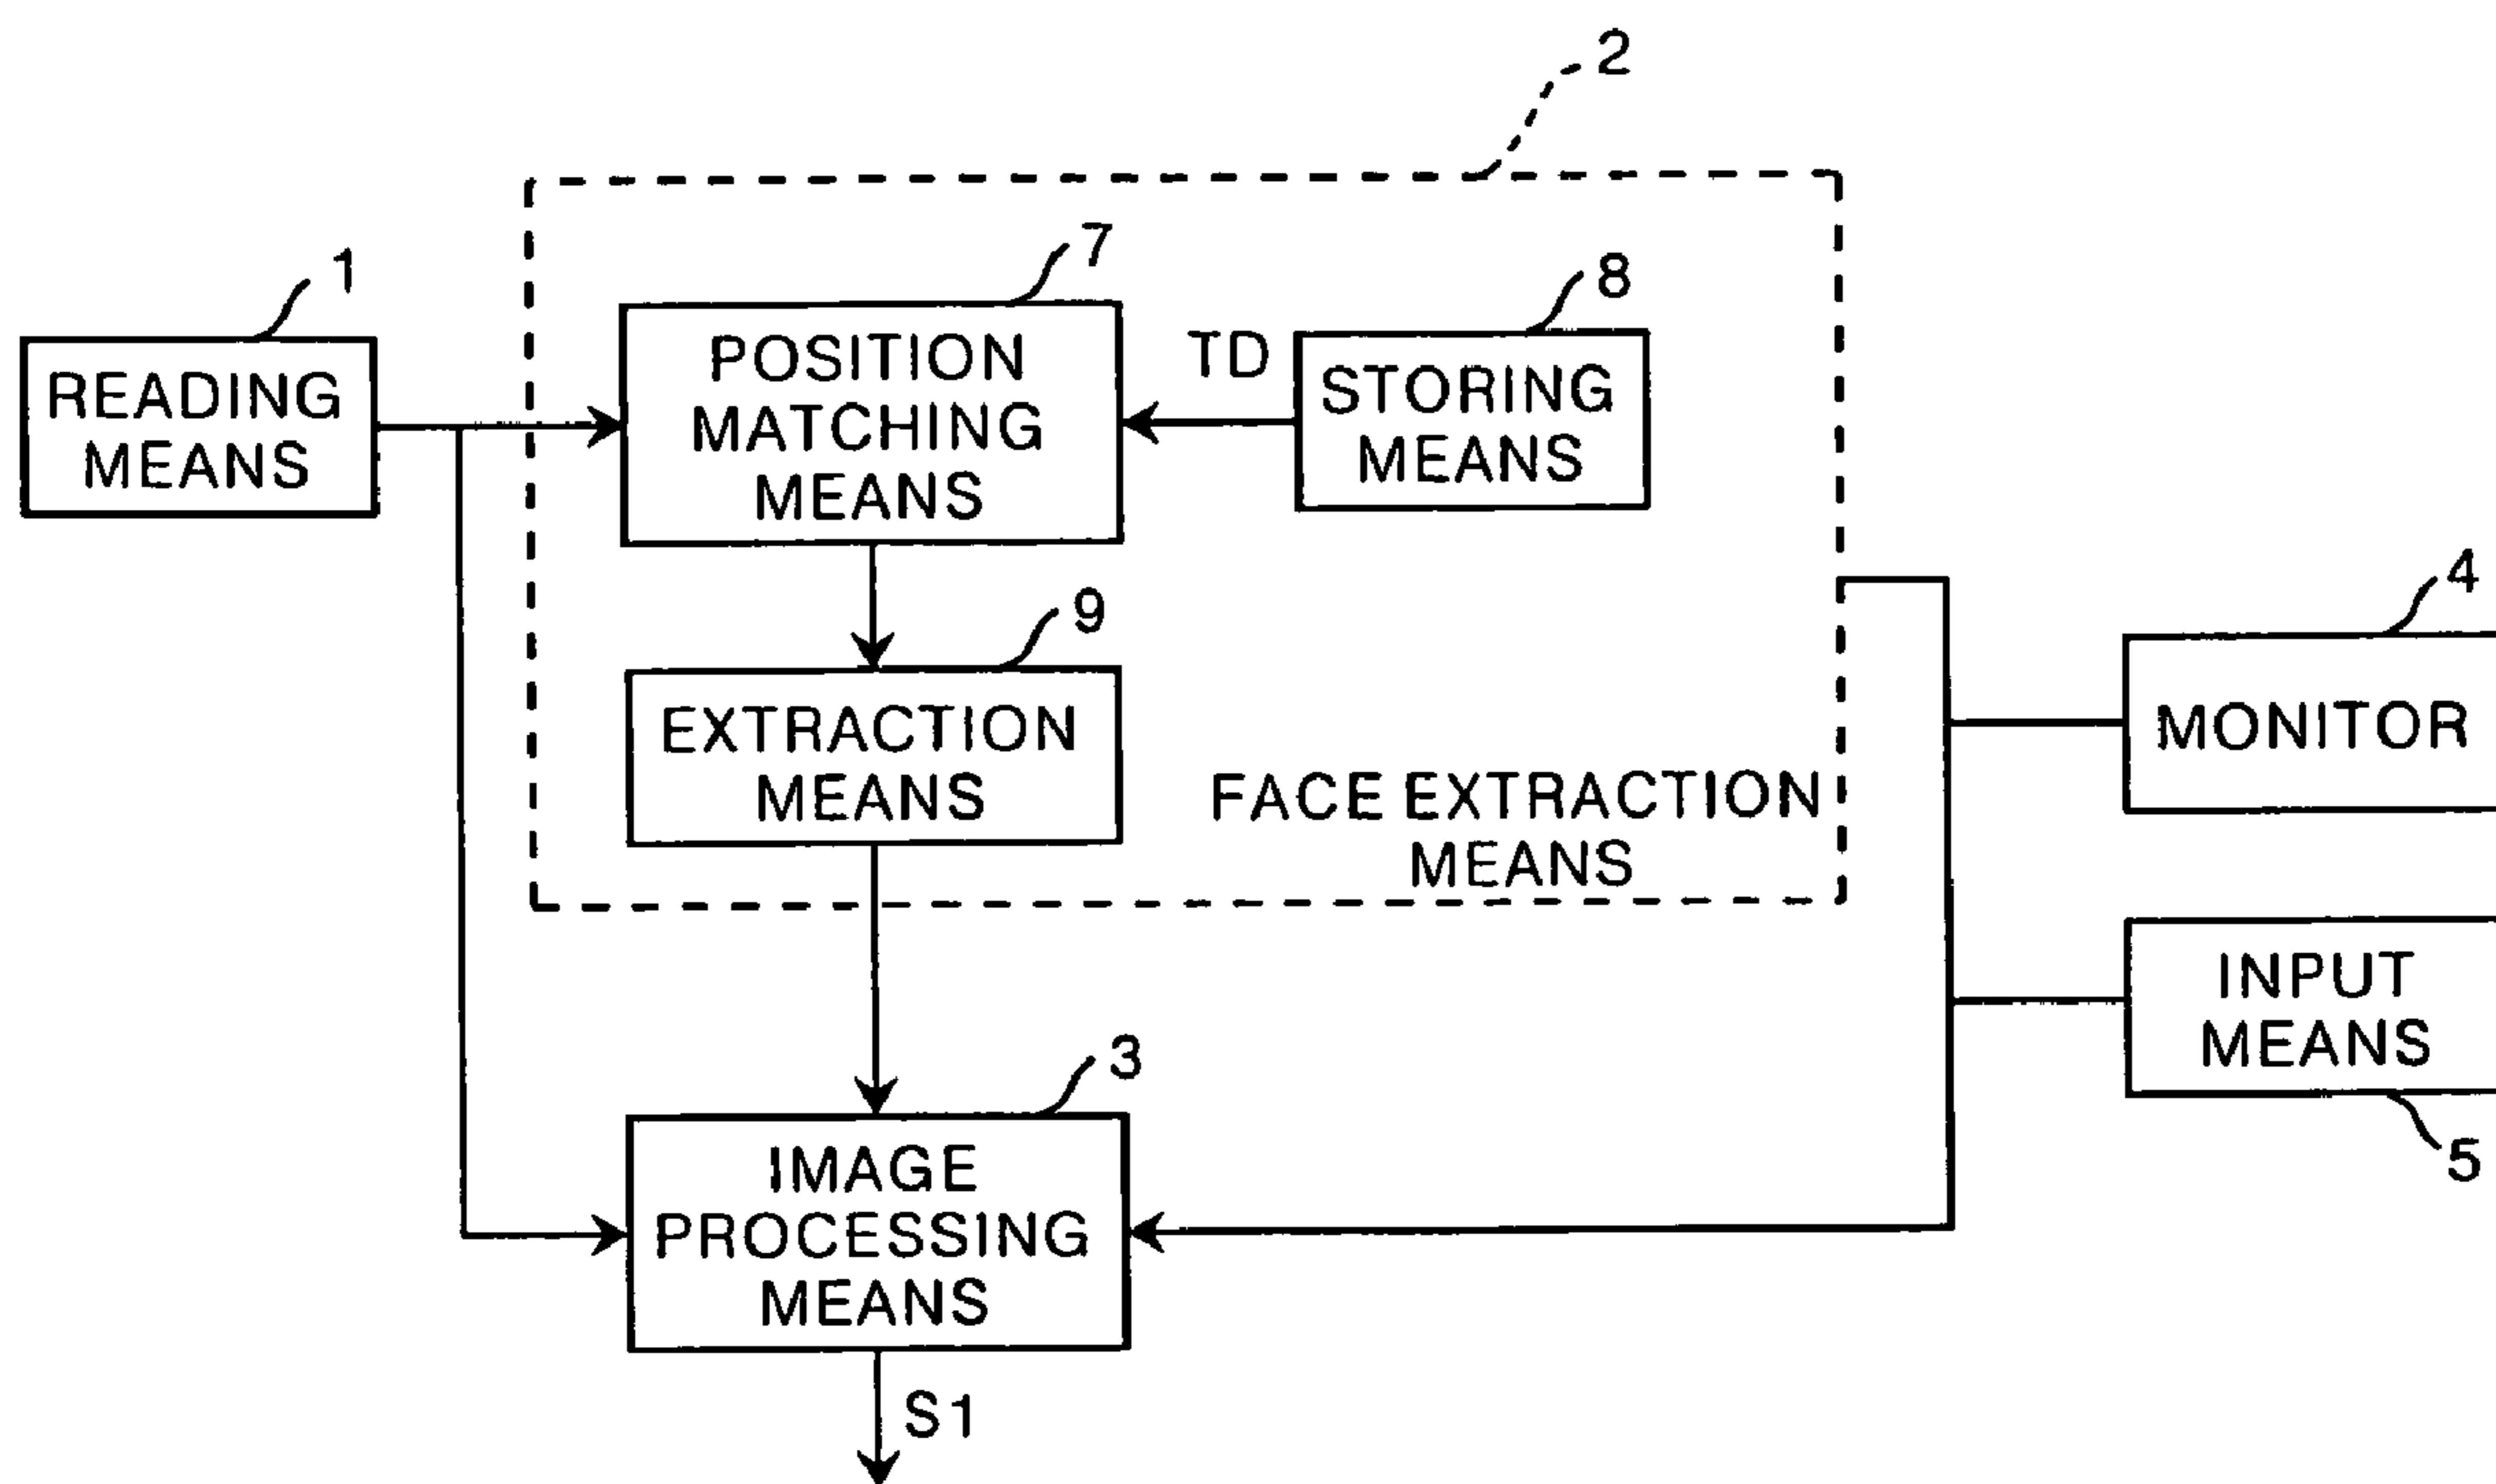 2
1
READING
MEANS
7
POSITION
MATCHING
MEANS
TD
8
STORING
MEANS
9
EXTRACTION
MEANS
FACE EXTRACTION
MEANS
4
MONITOR
INPUT
MEANS
5
3
IMAGE
PROCESSING
MEANS
S1